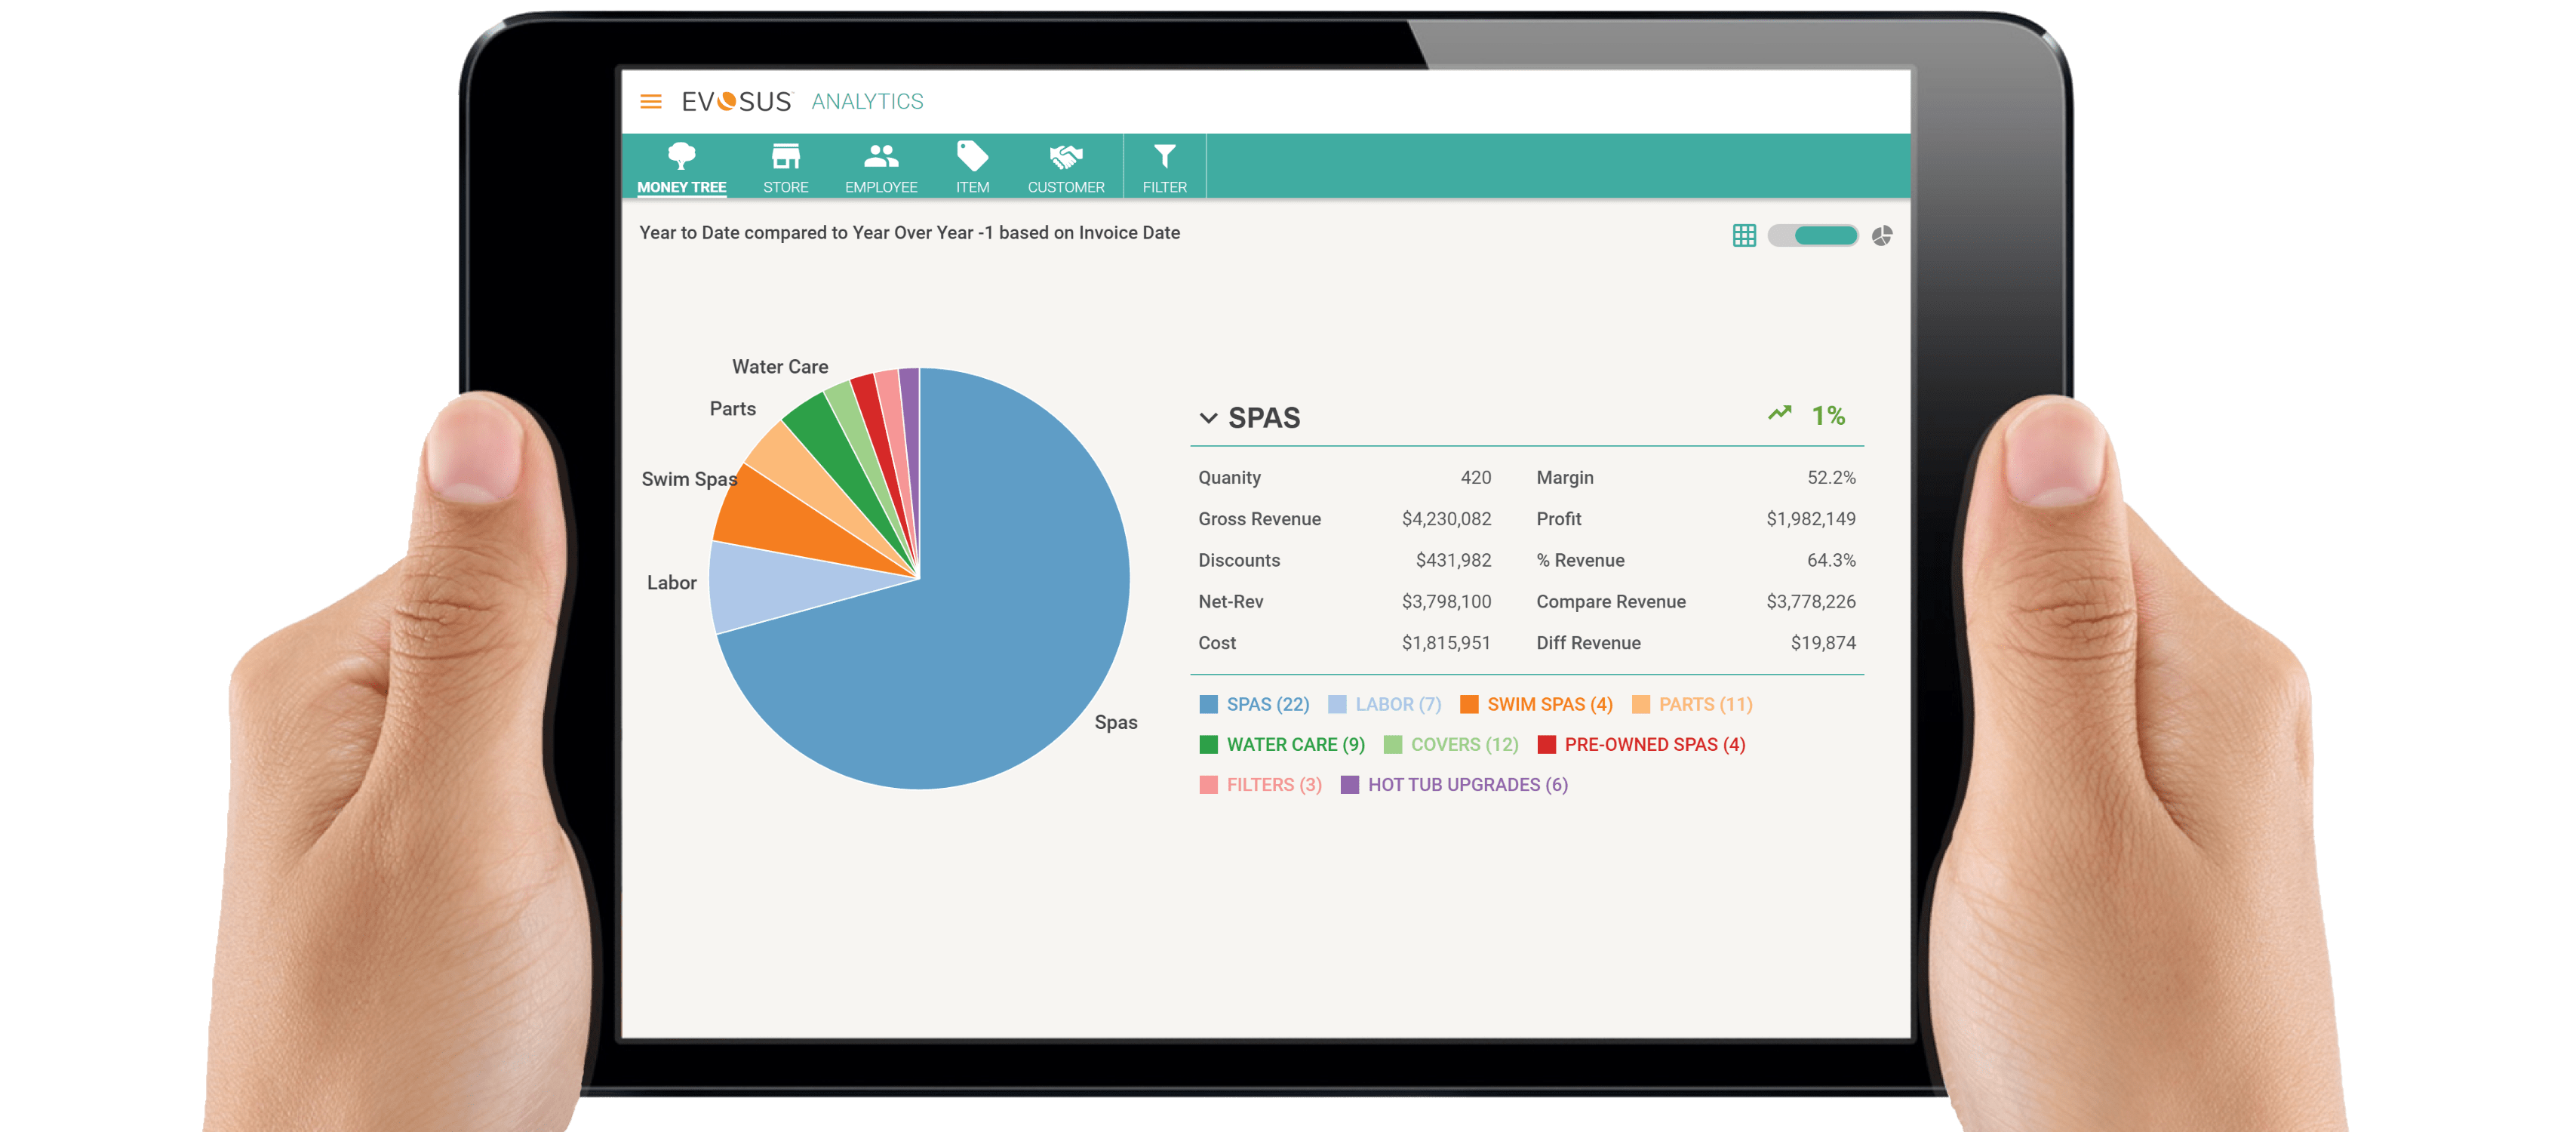 EVOSUS ANALYTICS
MONEY TREE STORE EMPLOYEE ITEM CUSTOMER FILTER
Year to Date compared to Year Over Year -1 based on Invoice Date
Water Care
Parts
Swim Spas
Labor
Spas
SPAS 1%
Quanity 420 Margin 52.2%
Gross Revenue $4,230,082 Profit $1,982,149
Discounts $431,982 % Revenue 64.3%
Net-Rev $3,798,100 Compare Revenue $3,778,226
Cost $1,815,951 Diff Revenue $19,874
SPAS (22) LABOR (7) SWIM SPAS (4) PARTS (11)
WATER CARE (9) COVERS (12) PRE-OWNED SPAS (4)
FILTERS (3) HOT TUB UPGRADES (6)